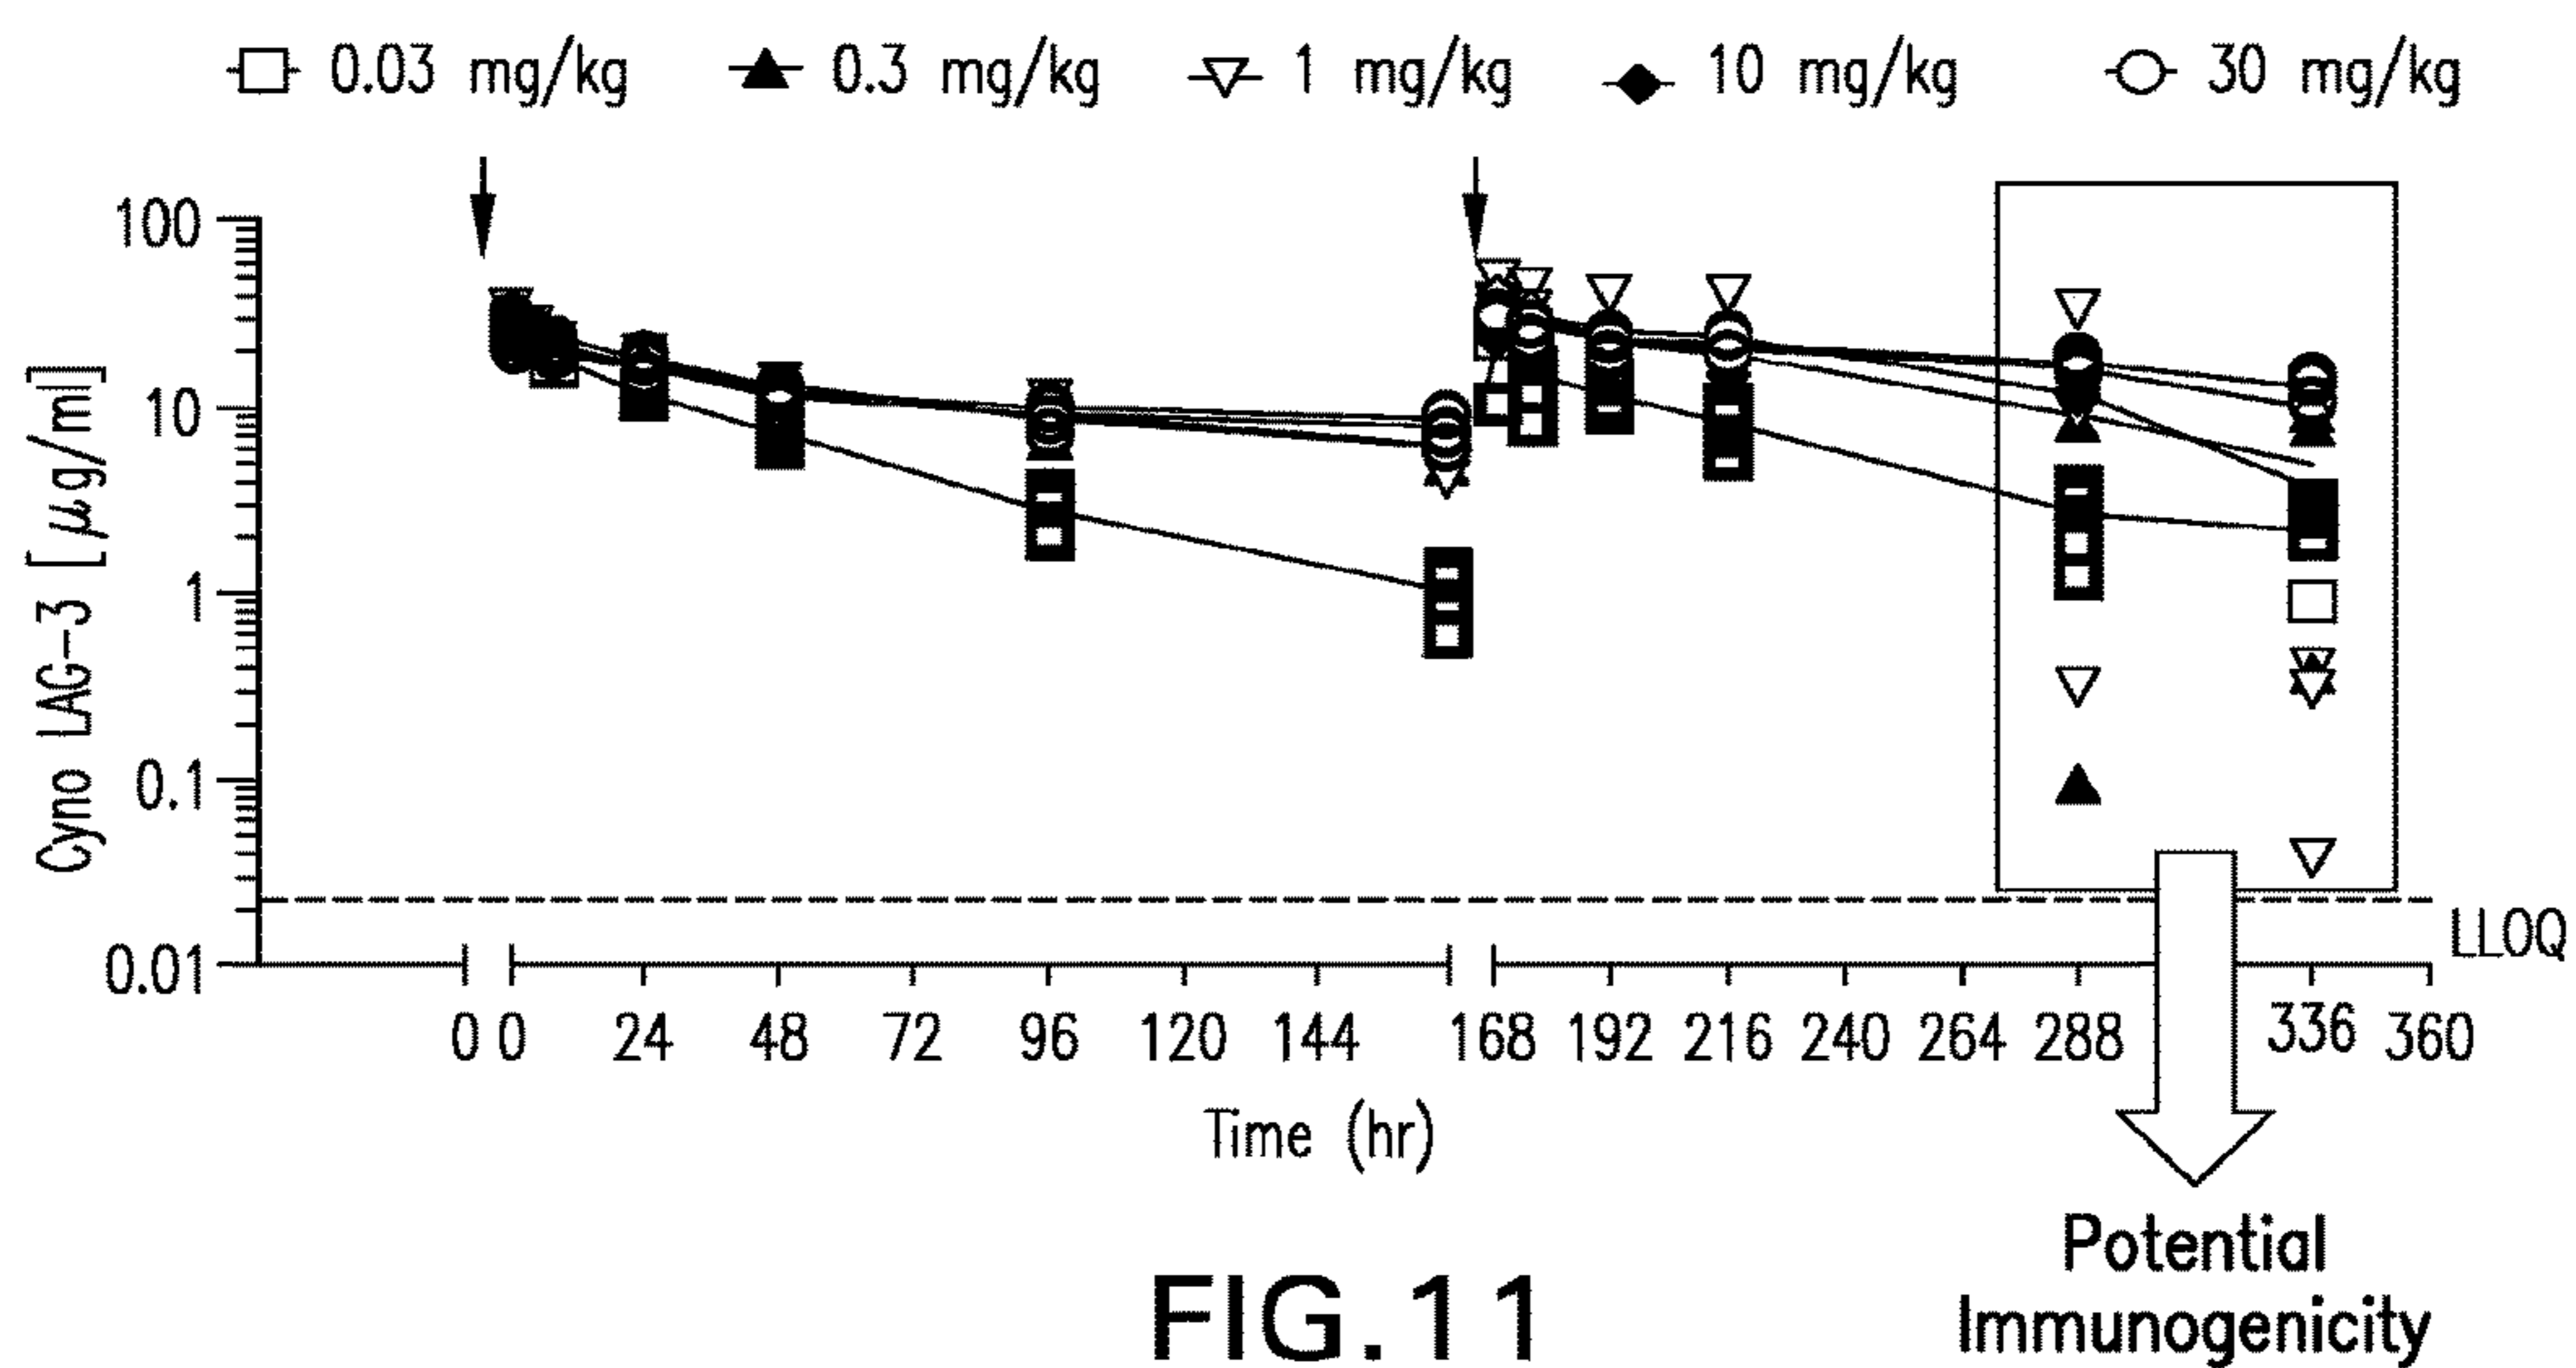 0.03 mg/kg 0.3 mg/kg 1 mg/kg 10 mg/kg 30 mg/kg
Cyno LAG-3 [μg/ml]
100
10
1
0.1
0.01
LLOQ
0 0 24 48 72 96 120 144 168 192 216 240 264 288 336 360
Time (hr)
Potential
Immunogenicity
FIG.11